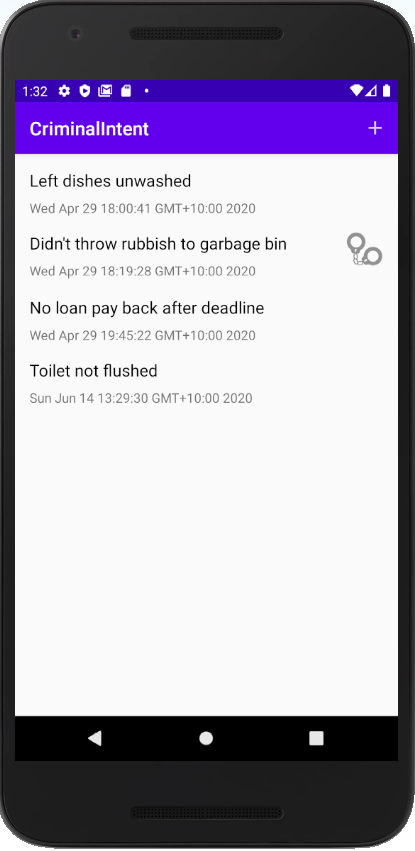 1:32
CriminalIntent
Left dishes unwashed
Wed Apr 29 18:00:41 GMT+10:00 2020
Didn't throw rubbish to garbage bin
Wed Apr 29 18:19:28 GMT+10:00 2020
No loan pay back after deadline
Wed Apr 29 19:45:22 GMT+10:00 2020
Toilet not flushed
Sun Jun 14 13:29:30 GMT+10:00 2020